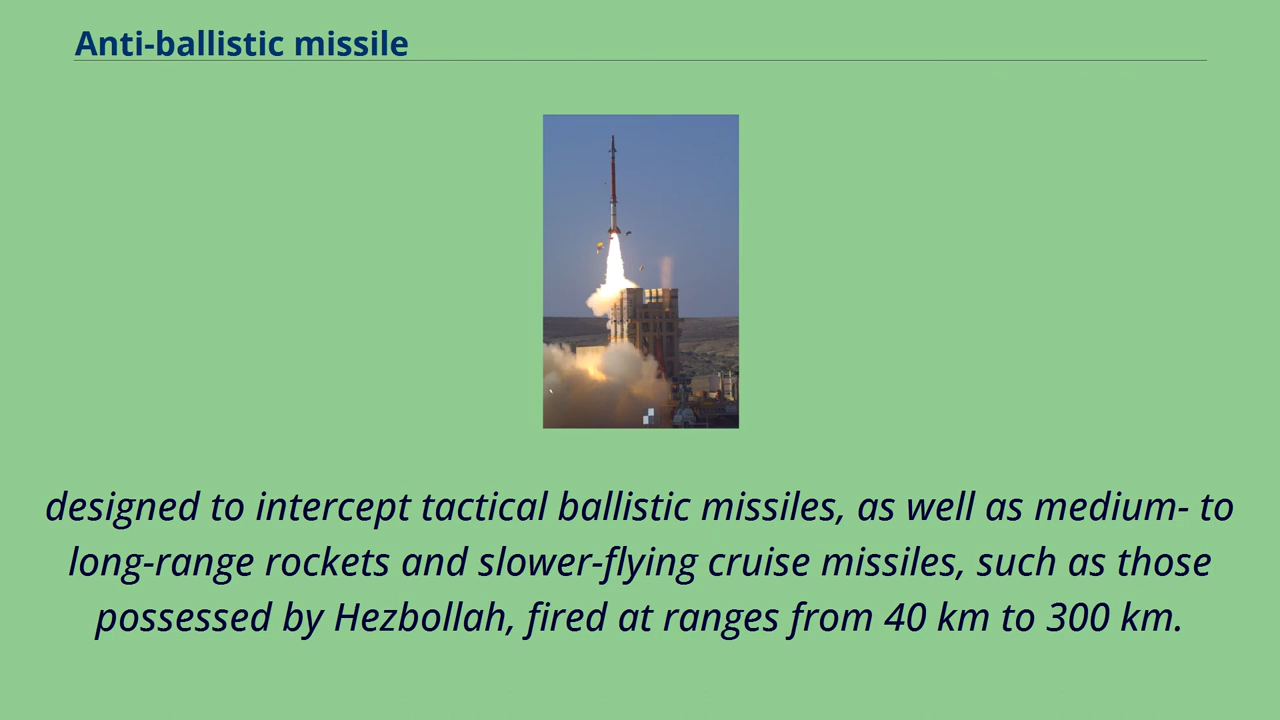 Anti-ballistic missile
designed to intercept tactical ballistic missiles, as well as medium- to
long-range rockets and slower-flying cruise missiles, such as those
possessed by Hezbollah, fired at ranges from 40 km to 300 km.